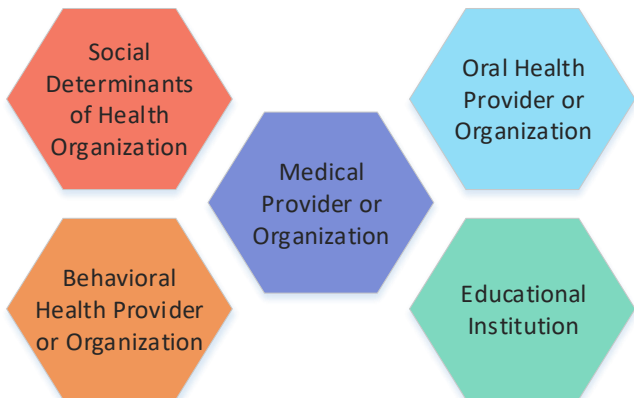 Social
Determinants
of Health
Organization
Oral Health
Provider or
Organization
Medical
Provider or
Organization
Behavioral
Health Provider
or Organization
Educational
Institution